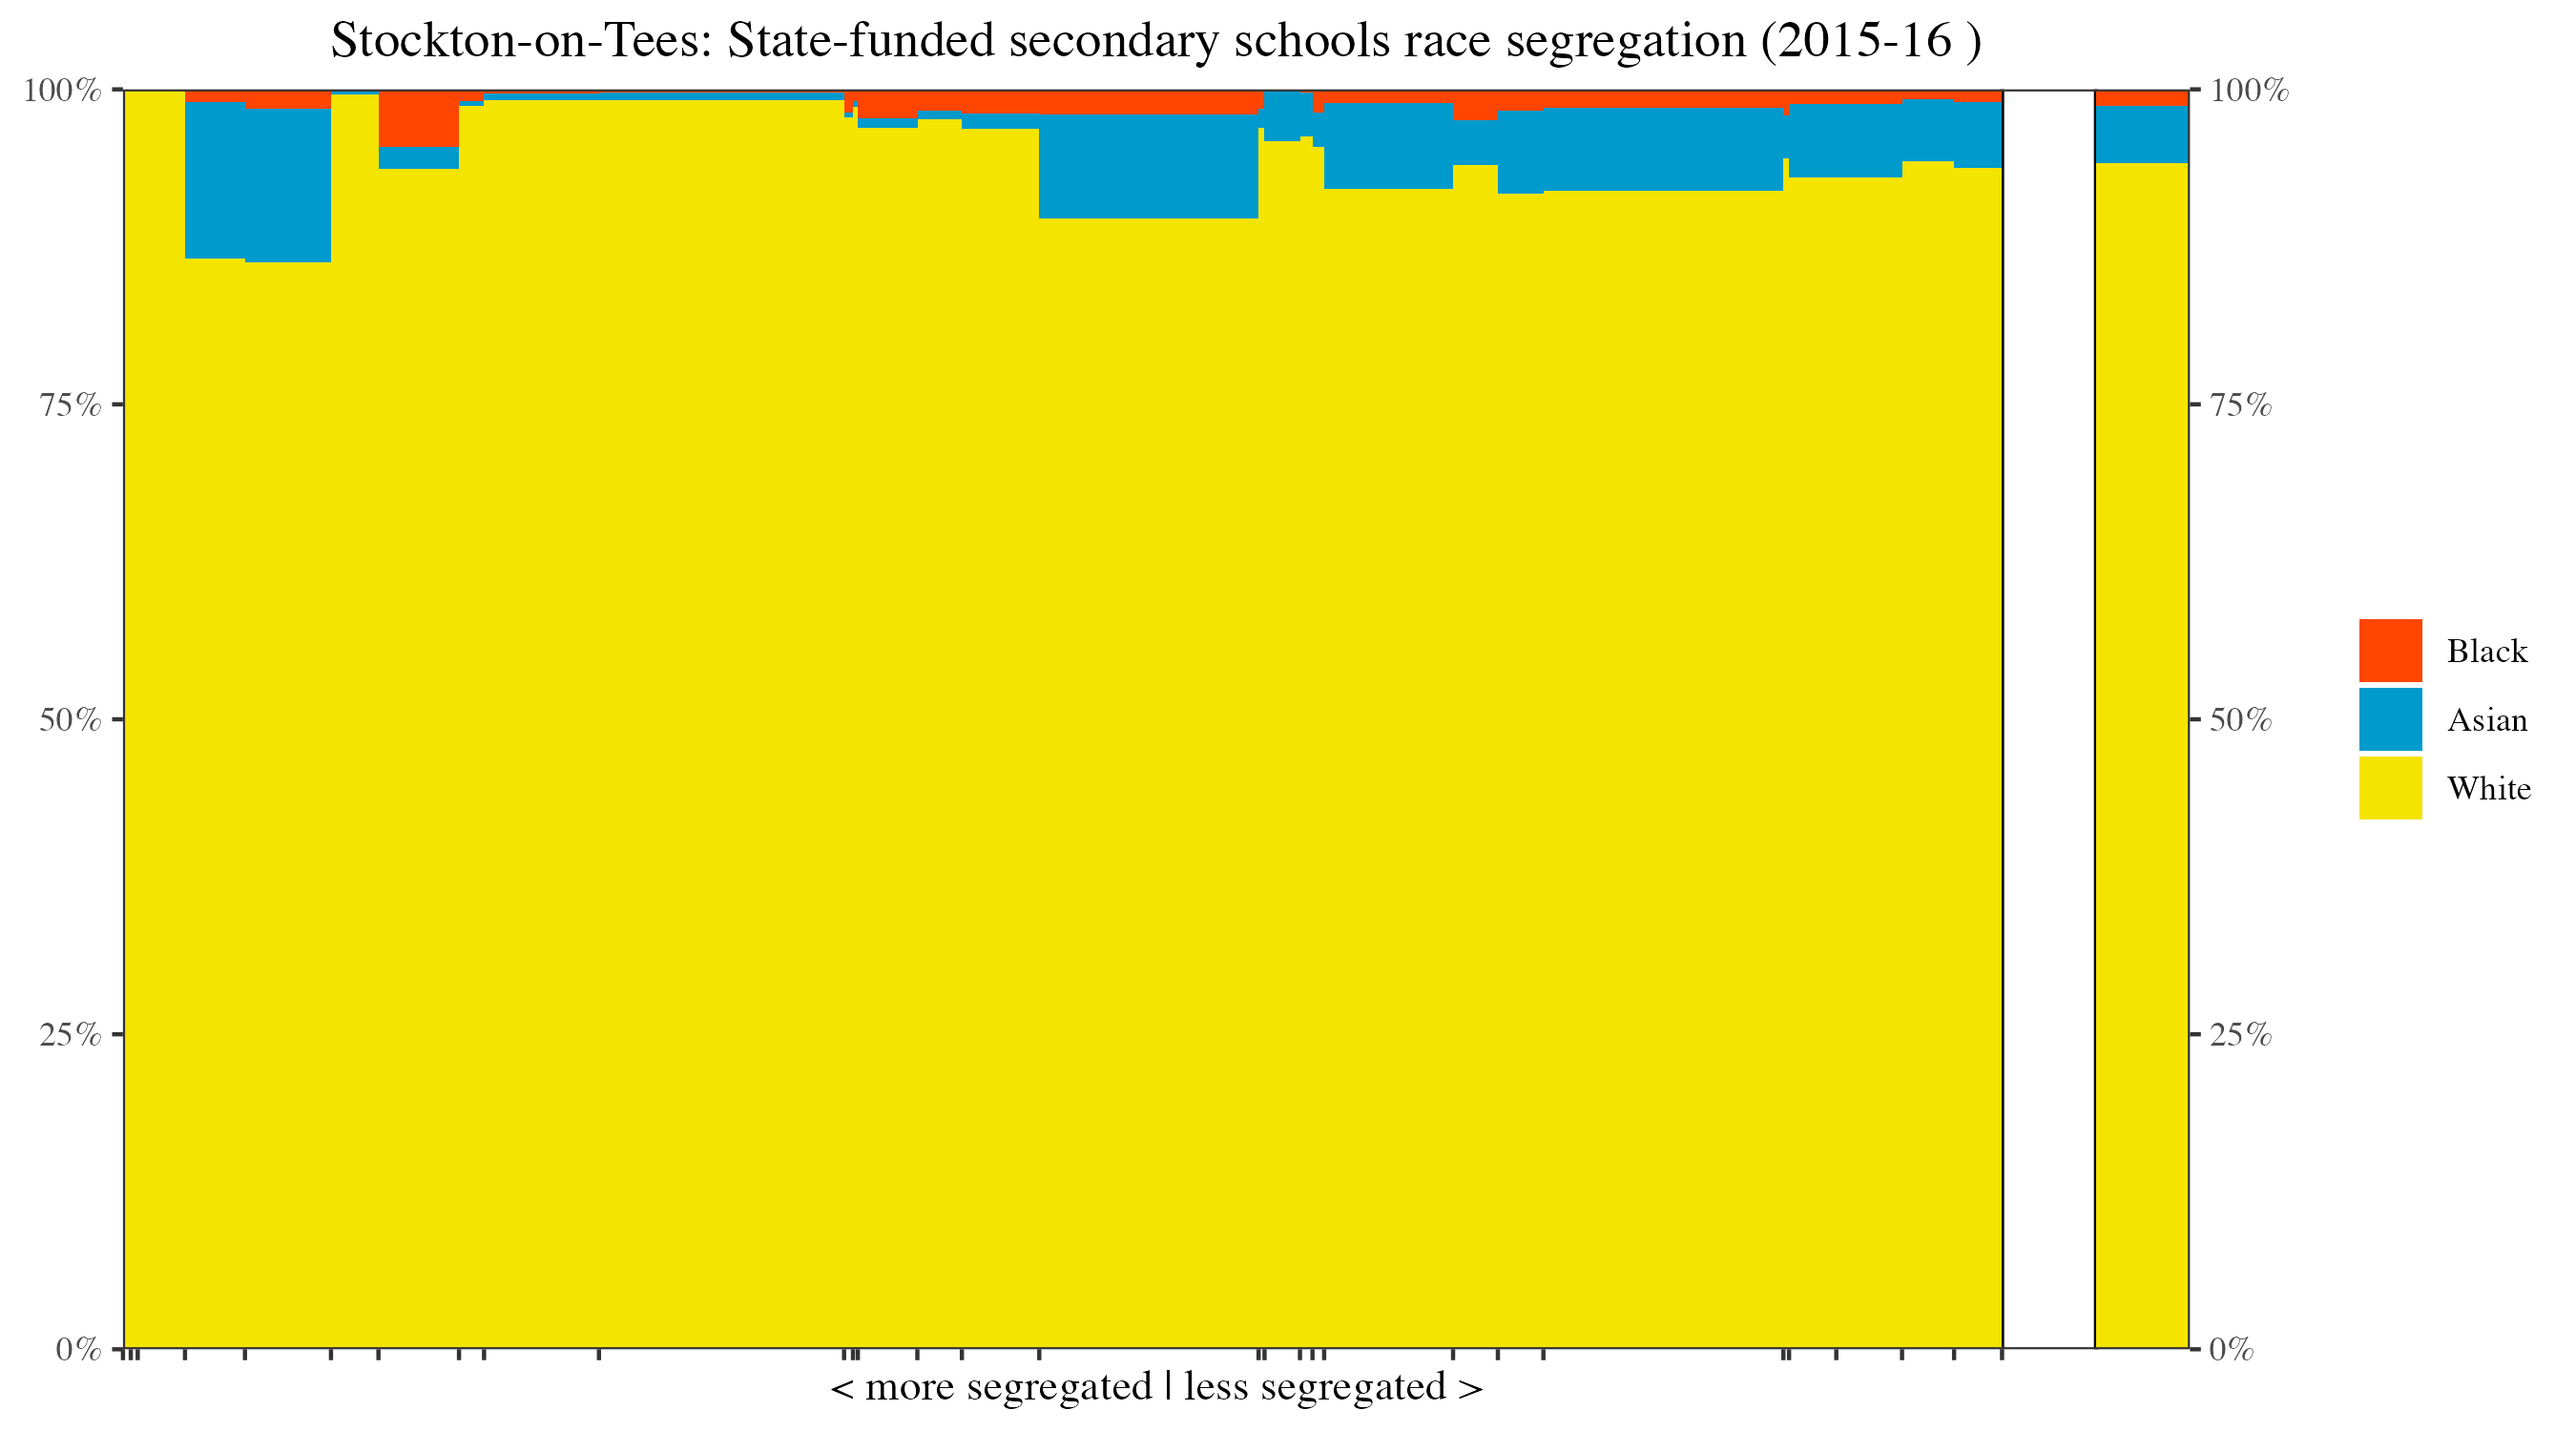 Stockton-on-Tees: State-funded secondary schools race segregation (2015-16 )
100%
100%
75%
75%
50%
50%
25%
25%
0%
0%
Black
Asian
White
< more segregated | less segregated >